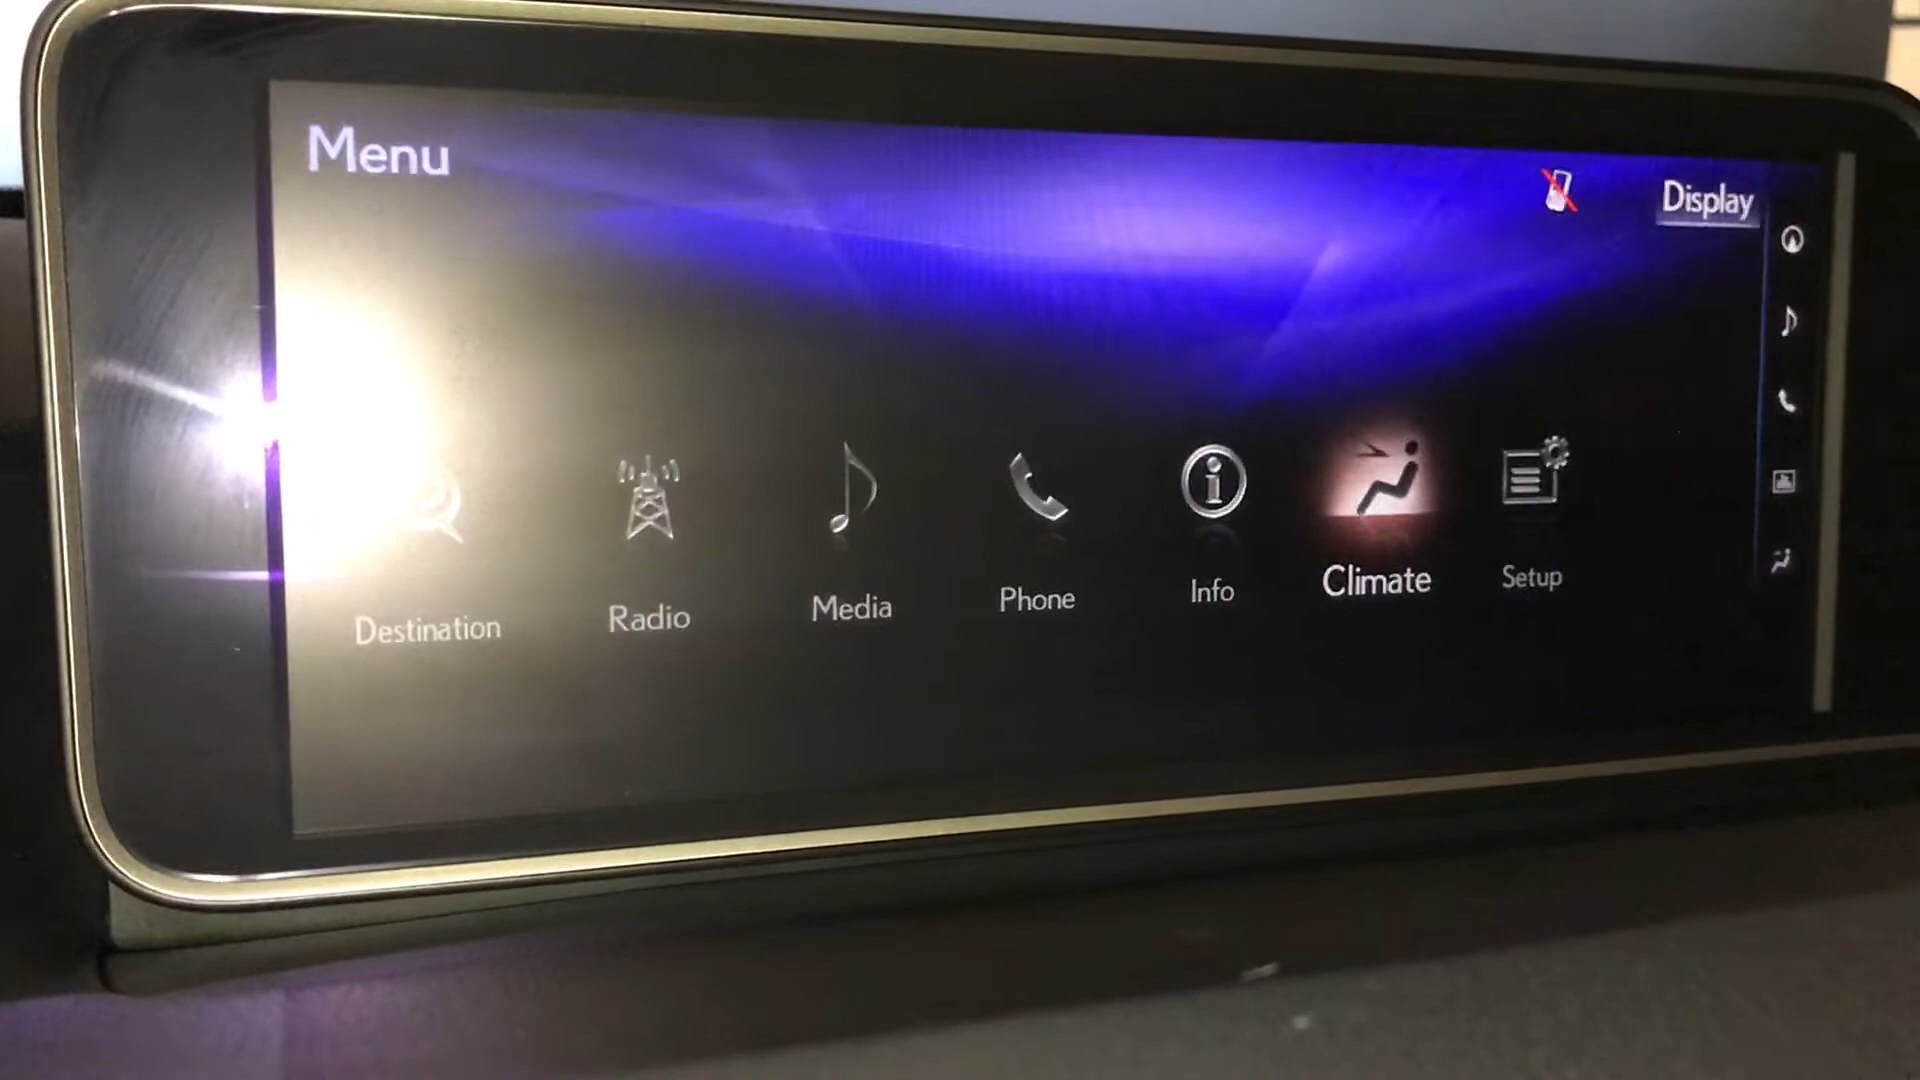 Menu
Display
Destination
Radio
Media
Phone
Info
Climate
Setup